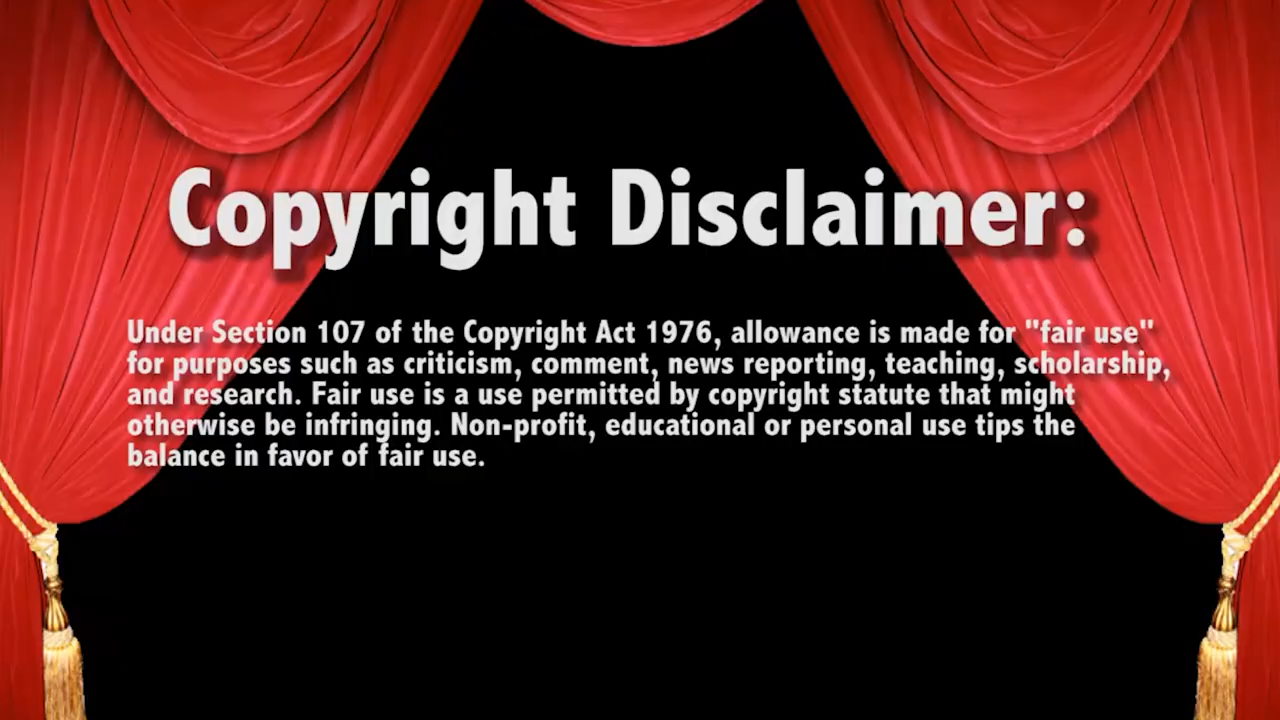 Copyright Disclaimer:
Under Section 107 of the Copyright Act 1976, allowance is made for "fair use"
for purposes such as criticism, comment, news reporting, teaching, scholarship,
and research. Fair use is a use permitted by copyright statute that might
otherwise be infringing. Non-profit, educational or personal use tips the
balance in favor of fair use.